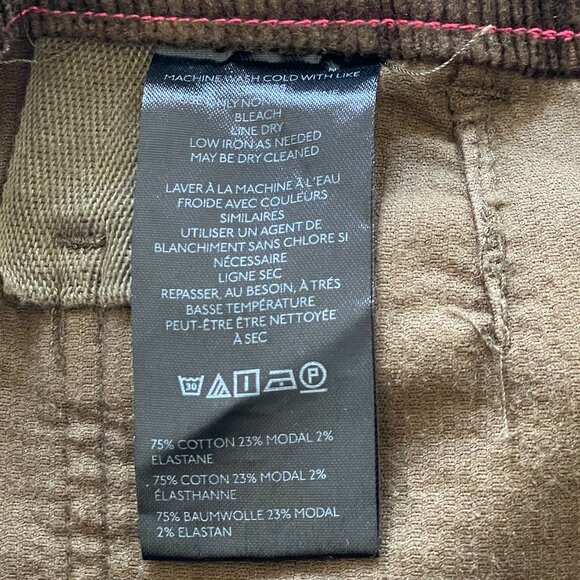 MACHINE WASH COLD WITH LIKE
ONLY NON
BLEACH
LINE DRY
LOW IRON AS NEEDED
MAY BE DRY CLEANED
LAVER À LA MACHINE À L'EAU
FROIDE AVEC COULEURS
SIMILAIRES
UTILISER UN AGENT DE
BLANCHIMENT SANS CHLORE SI
NÉCESSAIRE
LIGNE SEC
REPASSER, AU BESOIN, À TRÉS
BASSE TEMPÉRATURE
PEUT-ÊTRE ÊTRE NETTOYÉE
À SEC
30 P
75% COTTON 23% MODAL 2%
ELASTANE
75% COTON 23% MODAL 2%
ÉLASTHANNE
75% BAUMWOLLE 23% MODAL
2% ELASTAN